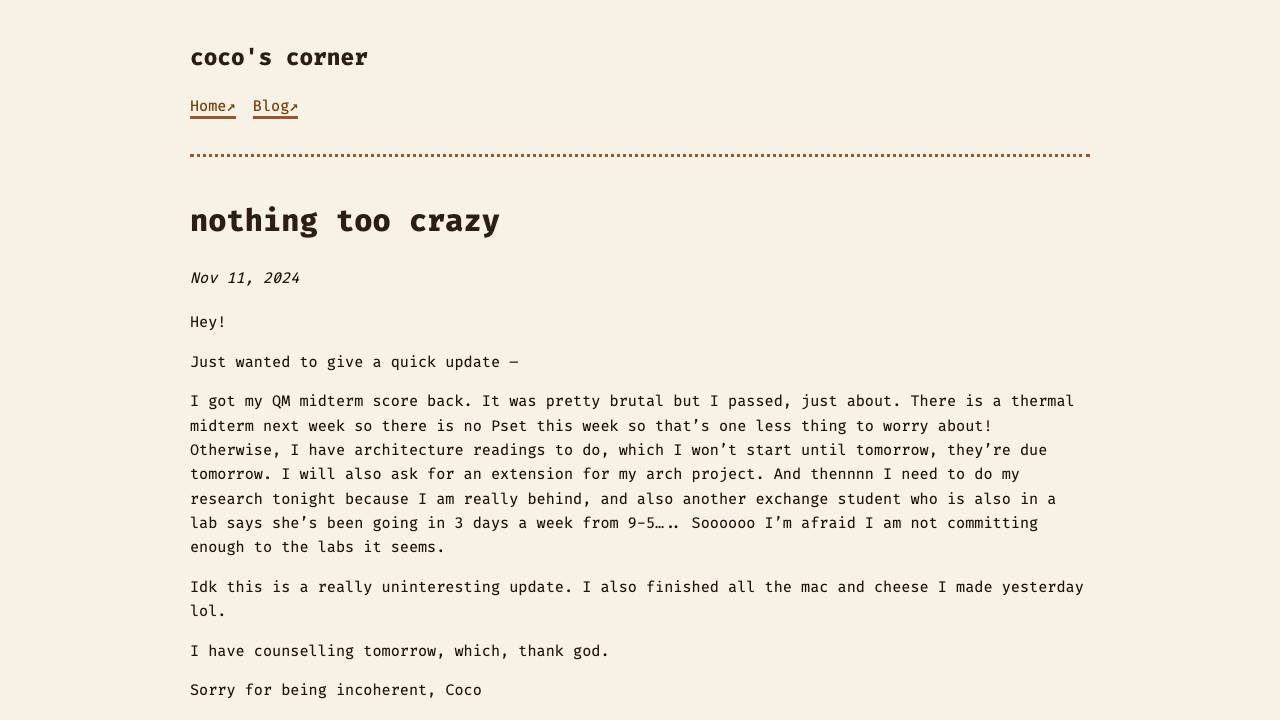 coco's corner
Home↗ Blog↗
nothing too crazy
Nov 11, 2024
Hey!
Just wanted to give a quick update —
I got my QM midterm score back. It was pretty brutal but I passed, just about. There is a thermal
midterm next week so there is no Pset this week so that’s one less thing to worry about!
Otherwise, I have architecture readings to do, which I won’t start until tomorrow, they’re due
tomorrow. I will also ask for an extension for my arch project. And thennnn I need to do my
research tonight because I am really behind, and also another exchange student who is also in a
lab says she’s been going in 3 days a week from 9-5….. Soooooo I’m afraid I am not committing
enough to the labs it seems.
Idk this is a really uninteresting update. I also finished all the mac and cheese I made yesterday
lol.
I have counselling tomorrow, which, thank god.
Sorry for being incoherent, Coco